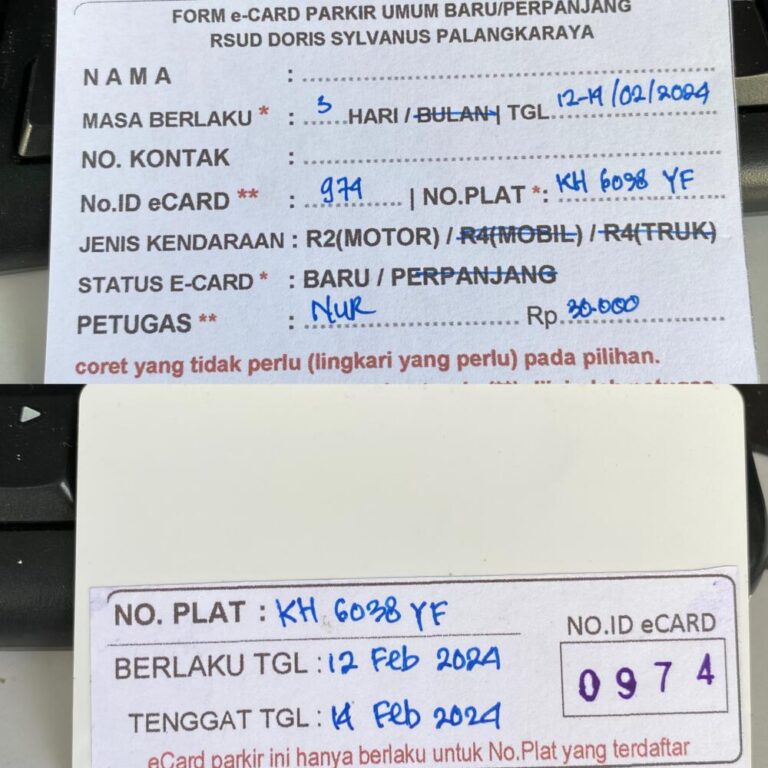 FORM e-CARD PARKIR UMUM BARU/PERPANJANG
RSUD DORIS SYLVANUS PALANGKARAYA
NAMA :
MASA BERLAKU * : 3 HARI / BULAN | TGL 12-14/02/2024
NO. KONTAK :
No.ID eCARD ** : 974 | NO.PLAT *: KH 6038 YF
JENIS KENDARAAN : R2(MOTOR) / R4(MOBIL) / R4(TRUK)
STATUS E-CARD * : BARU / PERPANJANG
PETUGAS ** : NUR Rp. 30.000
coret yang tidak perlu (lingkari yang perlu) pada pilihan.
NO. PLAT : KH 6038 YF
NO.ID eCARD
0974
BERLAKU TGL : 12 Feb 2024
TENGGAT TGL : 14 Feb 2024
eCard parkir ini hanya berlaku untuk No.Plat yang terdaftar